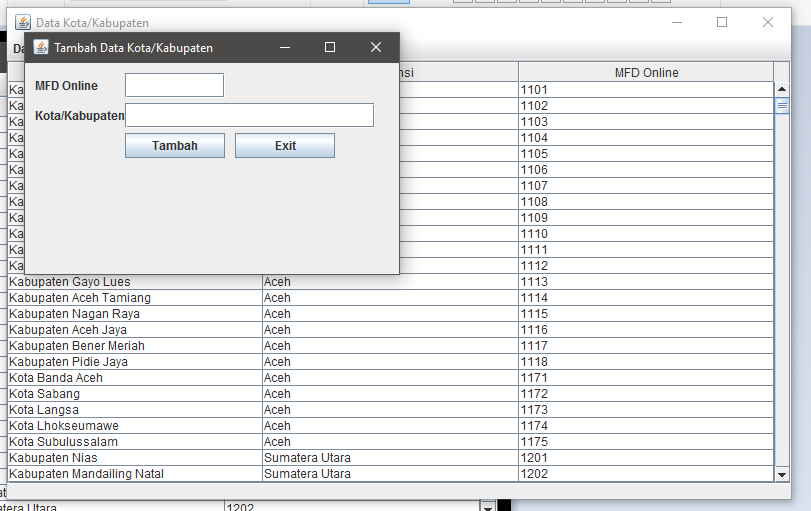 Data Kota/Kabupaten
Tambah Data Kota/Kabupaten
MFD Online
Kota/Kabupaten
Tambah Exit
MFD Online
1101
1102
1103
1104
1105
1106
1107
1108
1109
1110
1111
1112
Kabupaten Gayo Lues Aceh 1113
Kabupaten Aceh Tamiang Aceh 1114
Kabupaten Nagan Raya Aceh 1115
Kabupaten Aceh Jaya Aceh 1116
Kabupaten Bener Meriah Aceh 1117
Kabupaten Pidie Jaya Aceh 1118
Kota Banda Aceh Aceh 1171
Kota Sabang Aceh 1172
Kota Langsa Aceh 1173
Kota Lhokseumawe Aceh 1174
Kota Subulussalam Aceh 1175
Kabupaten Nias Sumatera Utara 1201
Kabupaten Mandailing Natal Sumatera Utara 1202
Utara 1202